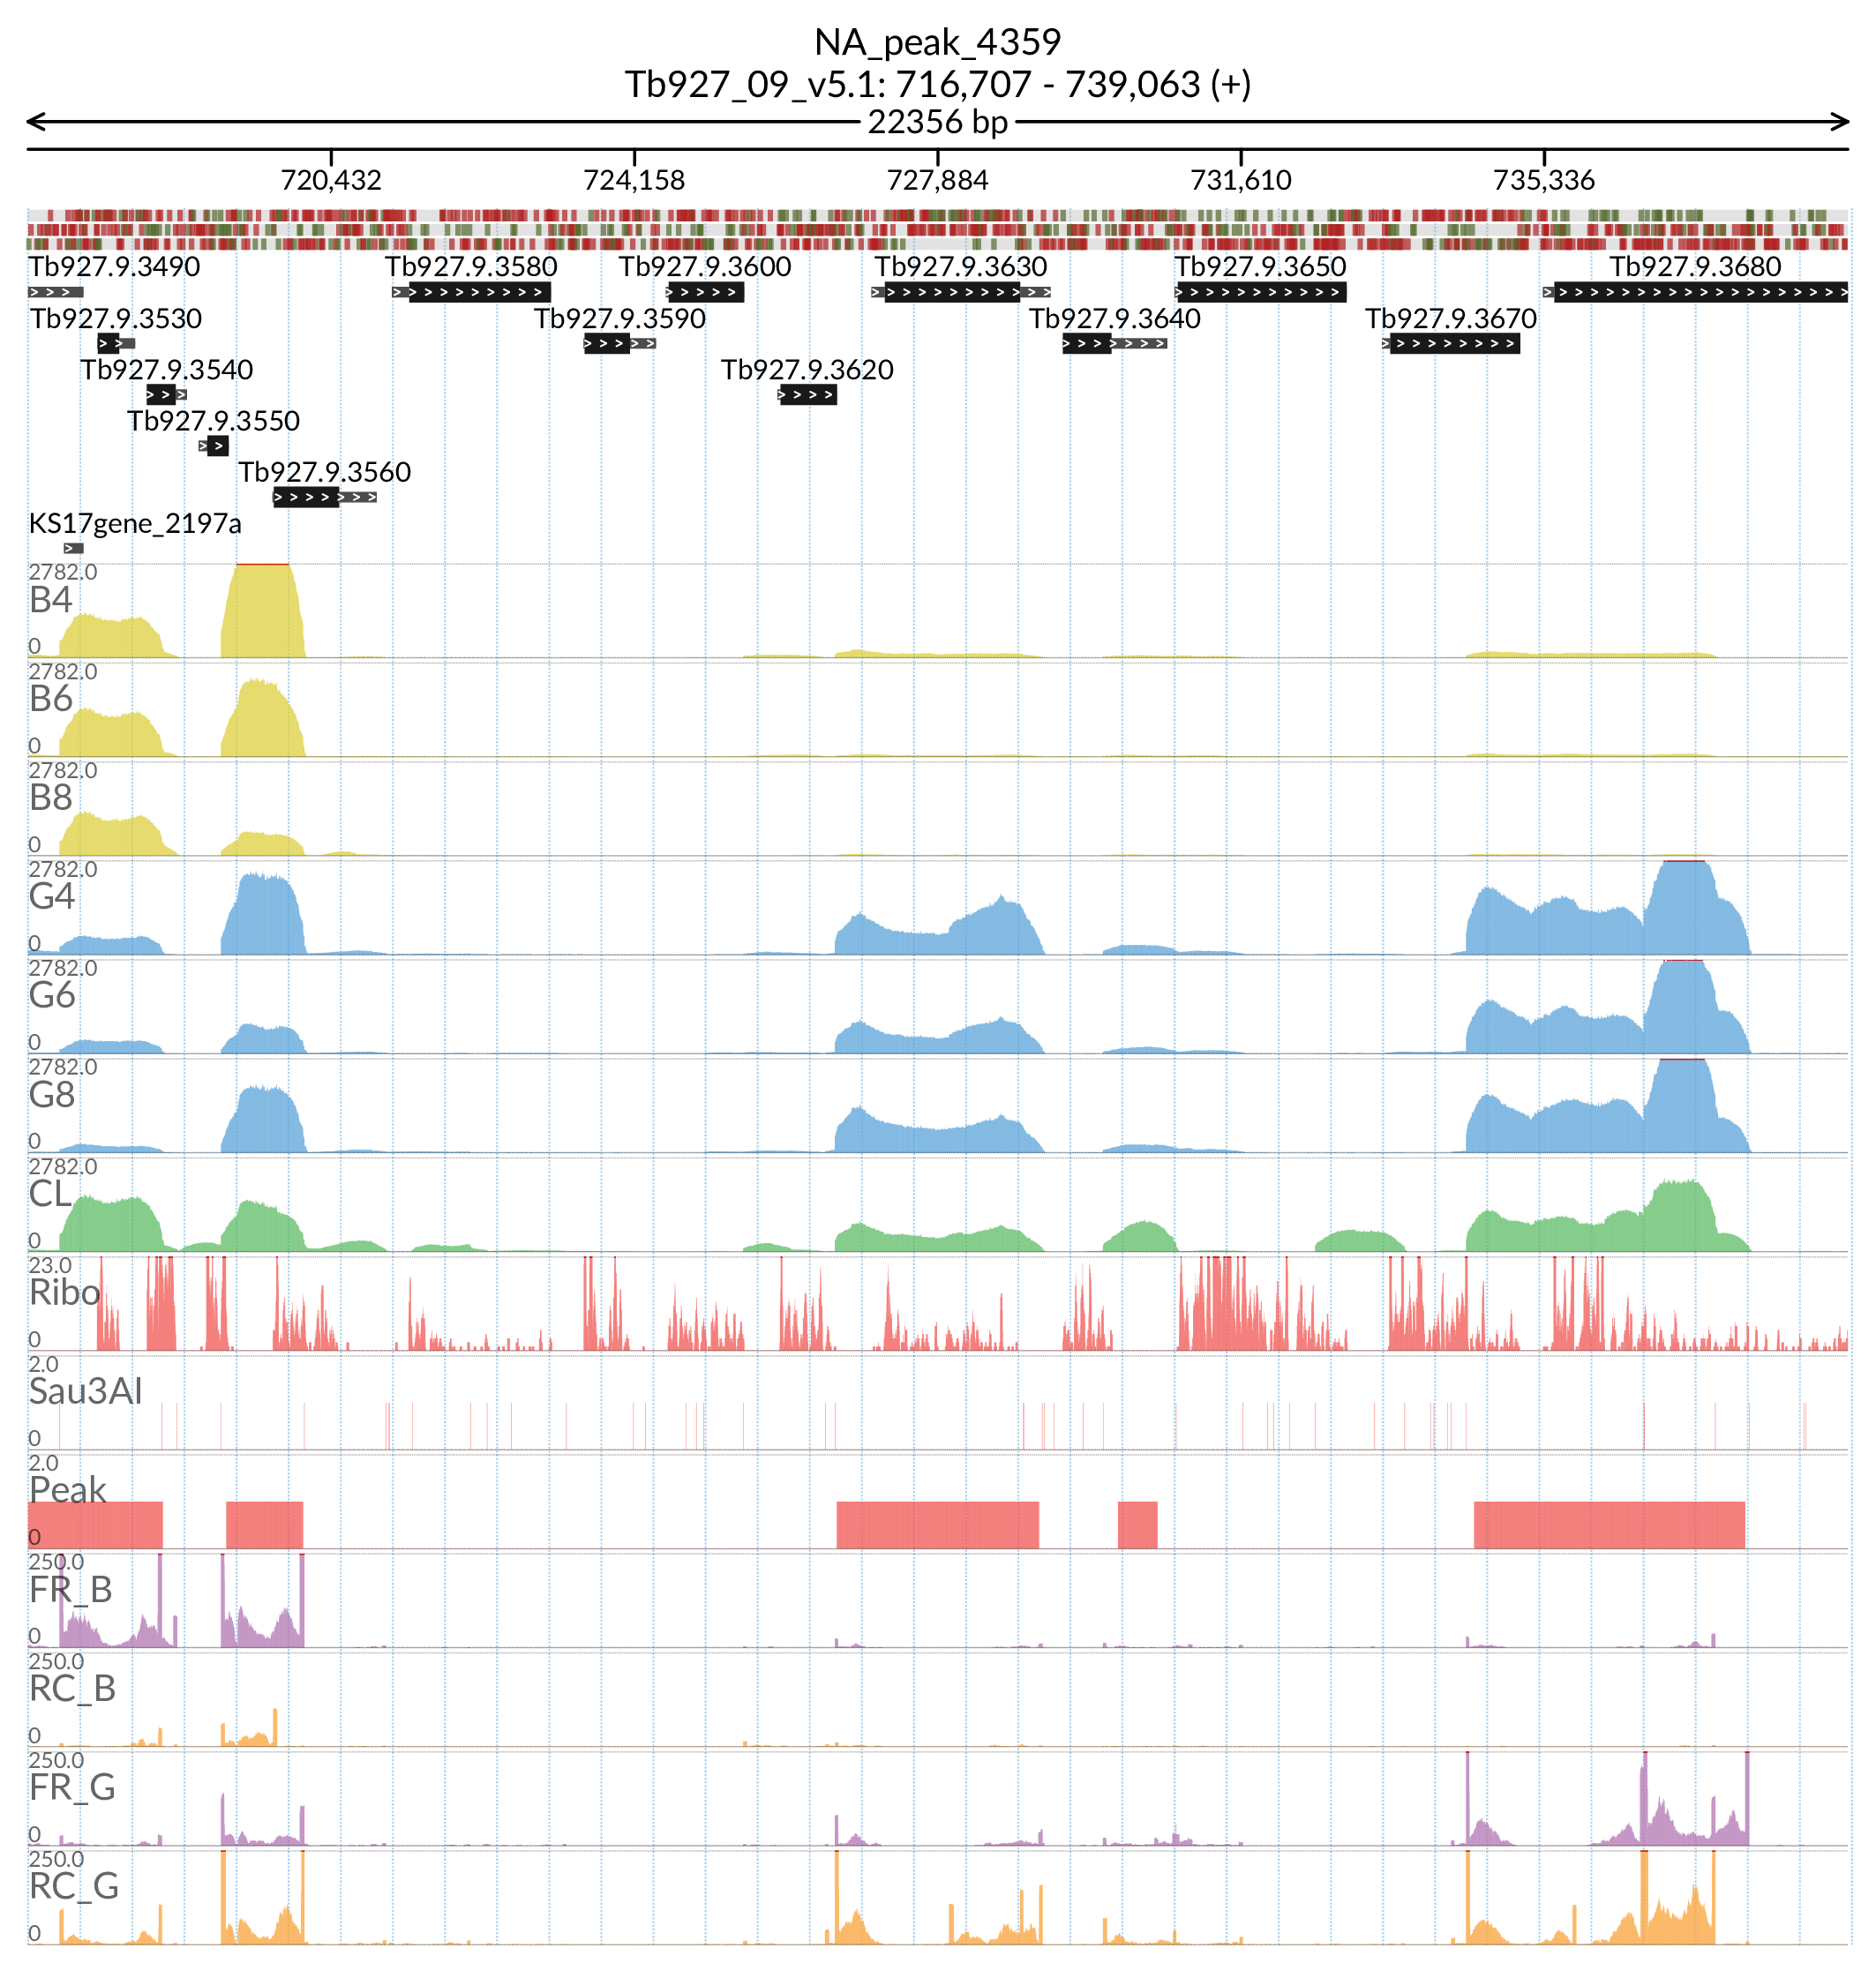 NA_peak_4359
Tb927_09_v5.1: 716,707 - 739,063 (+)
22356 bp
720,432 724,158 727,884 731,610 735,336
Tb927.9.3490 Tb927.9.3580 Tb927.9.3600 Tb927.9.3630 Tb927.9.3650 Tb927.9.3680
Tb927.9.3530 Tb927.9.3590 Tb927.9.3640 Tb927.9.3670
Tb927.9.3540 Tb927.9.3620
Tb927.9.3550
Tb927.9.3560
KS17gene_2197a
2782.0
B4
0
2782.0
B6
0
2782.0
B8
0
2782.0
G4
0
2782.0
G6
0
2782.0
G8
0
2782.0
CL
0
23.0
Ribo
0
2.0
Sau3AI
0
2.0
Peak
0
250.0
FR_B
0
250.0
RC_B
0
250.0
FR_G
0
250.0
RC_G
0